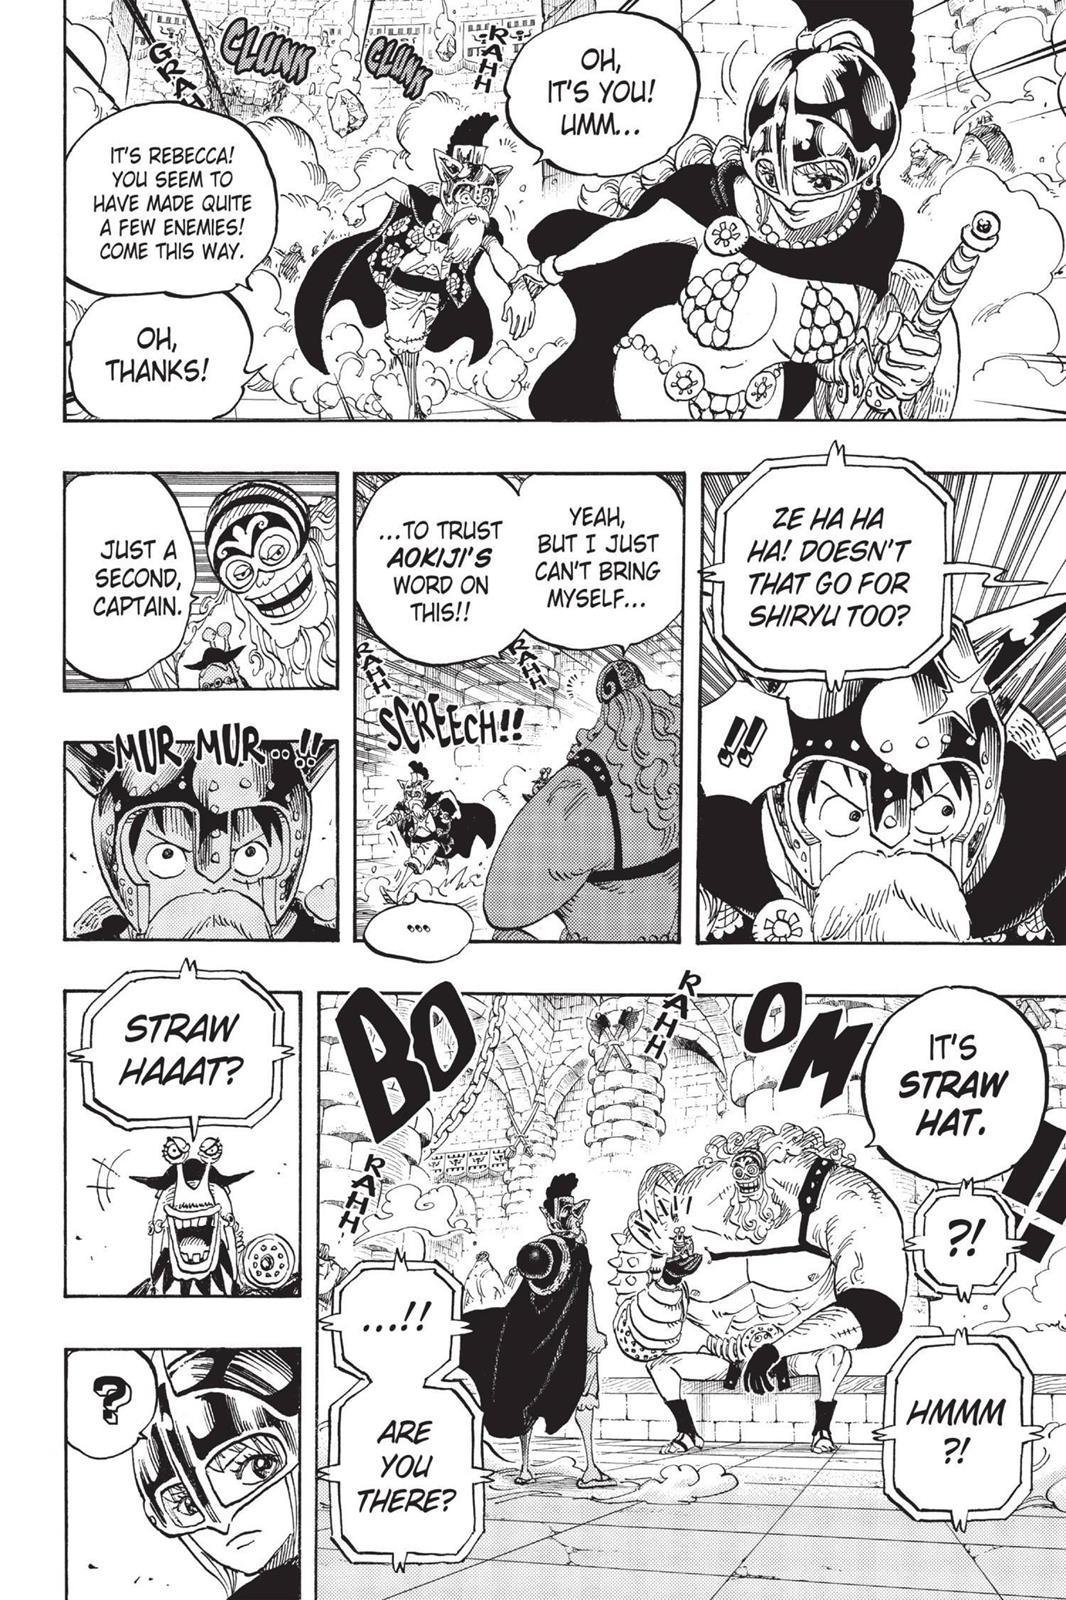 GRAHH
CLUNK
CLUNK
RAHH
OH,
IT'S YOU!
UMM...
IT'S REBECCA!
YOU SEEM TO
HAVE MADE QUITE
A FEW ENEMIES!
COME THIS WAY.
OH,
THANKS!
JUST A
SECOND,
CAPTAIN.
...TO TRUST
AOKIJI'S
WORD ON
THIS!!
YEAH,
BUT I JUST
CAN'T BRING
MYSELF...
RAHH
RAHH
SCREECH!!
...
ZE HA HA
HA! DOESN'T
THAT GO FOR
SHIRYU TOO?
!!
MUR MUR...!!
STRAW
HAAAT?
?
BO
OM
!!
RAHH
RAHH
IT'S
STRAW
HAT.
?!
HMMM
?!
...!!
ARE
YOU
THERE?